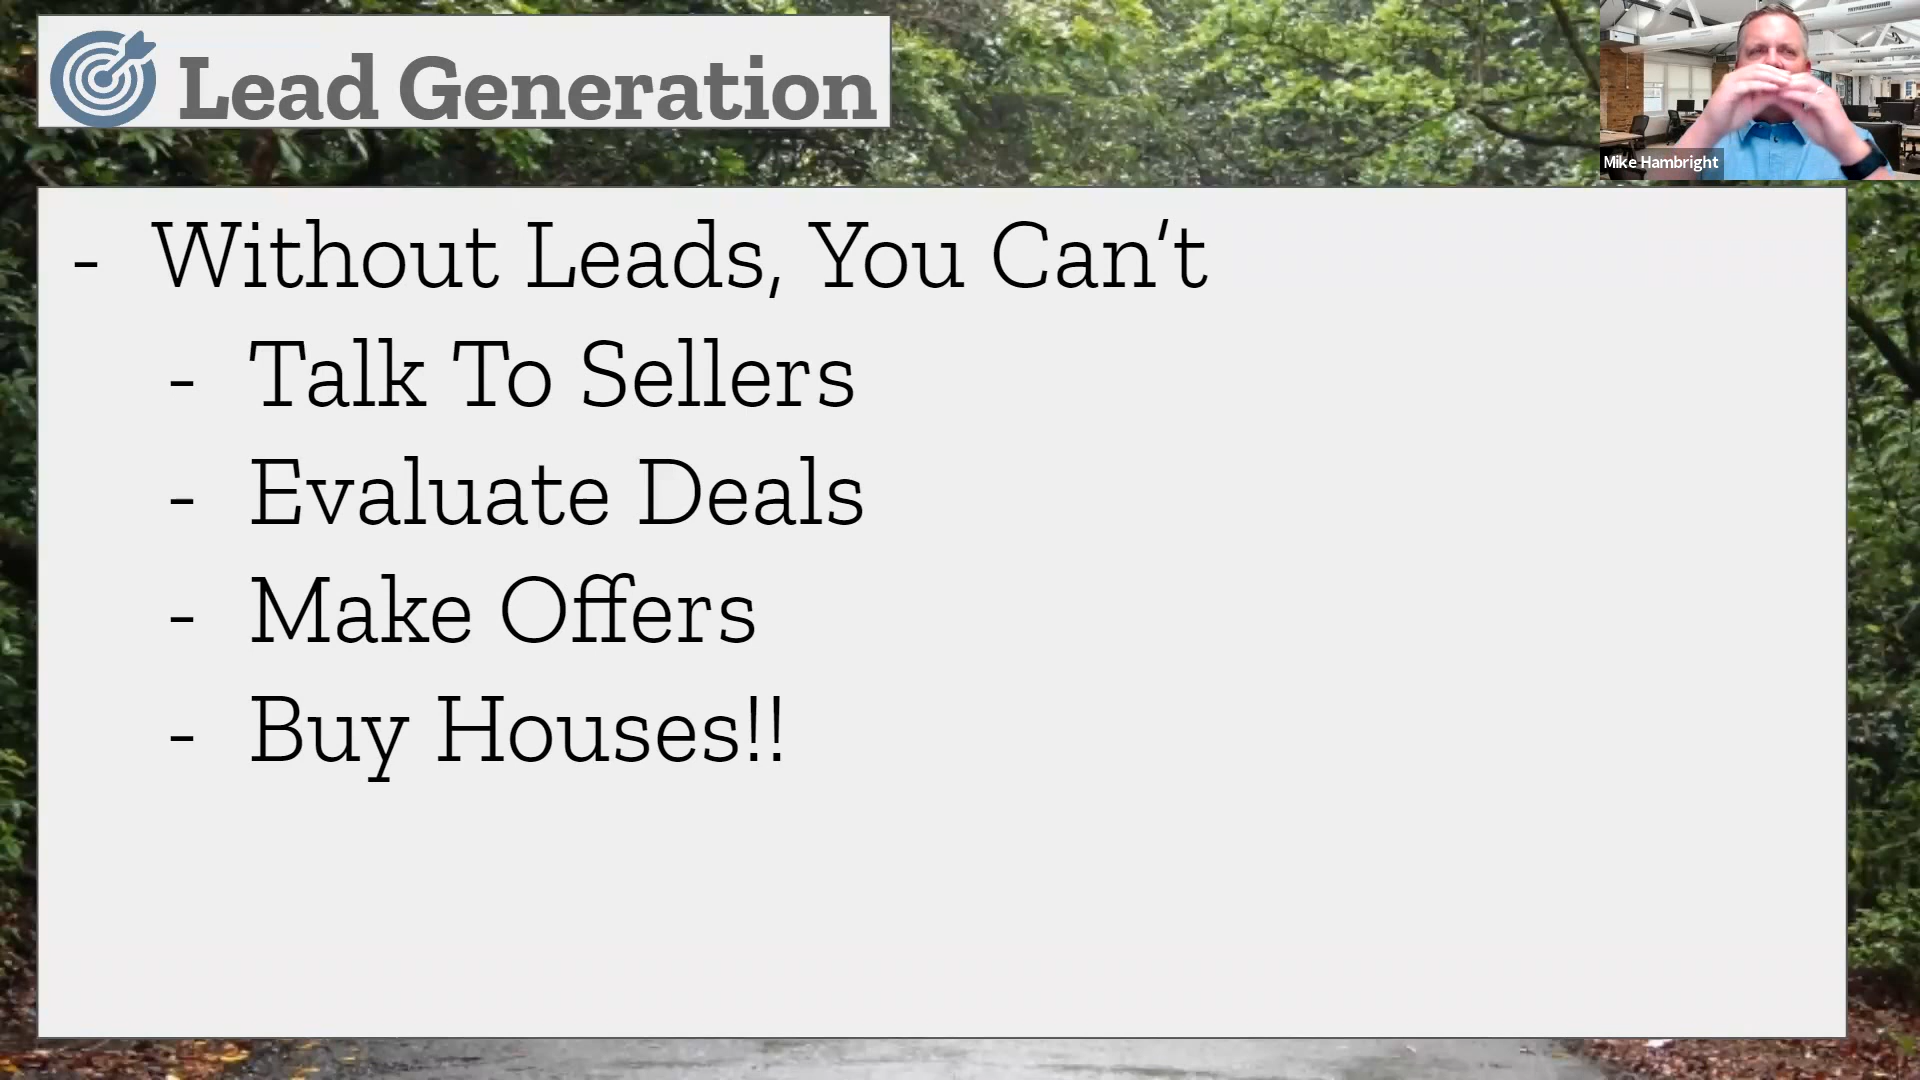 Lead Generation
Mike Hambright
- Without Leads, You Can’t
- Talk To Sellers
- Evaluate Deals
- Make Offers
- Buy Houses!!